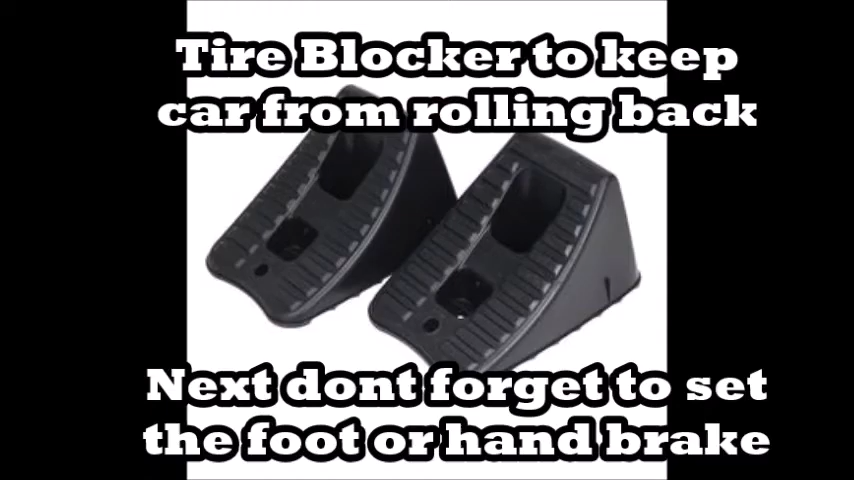 Tire Blocker to keep
car from rolling back
Next dont forget to set
the foot or hand brake